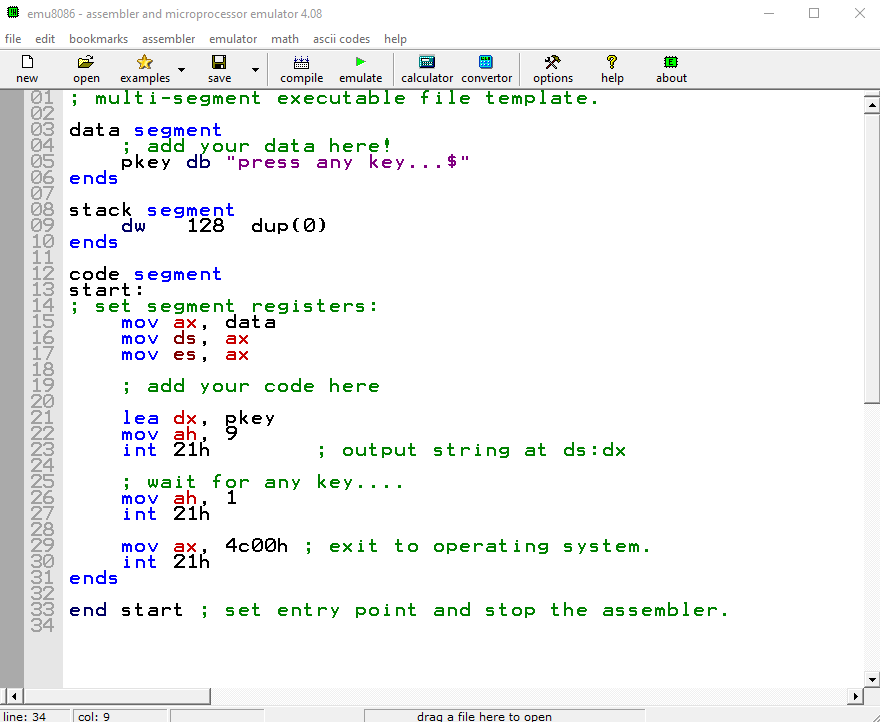 emu8086 - assembler and microprocessor emulator 4.08
file edit bookmarks assembler emulator math ascii codes help
new open examples save compile emulate calculator convertor options help about
01 ; multi-segment executable file template.
02
03 data segment
04     ; add your data here!
05     pkey db "press any key...$"
06 ends
07
08 stack segment
09     dw   128  dup(0)
10 ends
11
12 code segment
13 start:
14 ; set segment registers:
15     mov ax, data
16     mov ds, ax
17     mov es, ax
18
19     ; add your code here
20
21     lea dx, pkey
22     mov ah, 9
23     int 21h        ; output string at ds:dx
24
25     ; wait for any key....
26     mov ah, 1
27     int 21h
28
29     mov ax, 4c00h ; exit to operating system.
30     int 21h
31 ends
32
33 end start ; set entry point and stop the assembler.
34
line: 34 col: 9 drag a file here to open